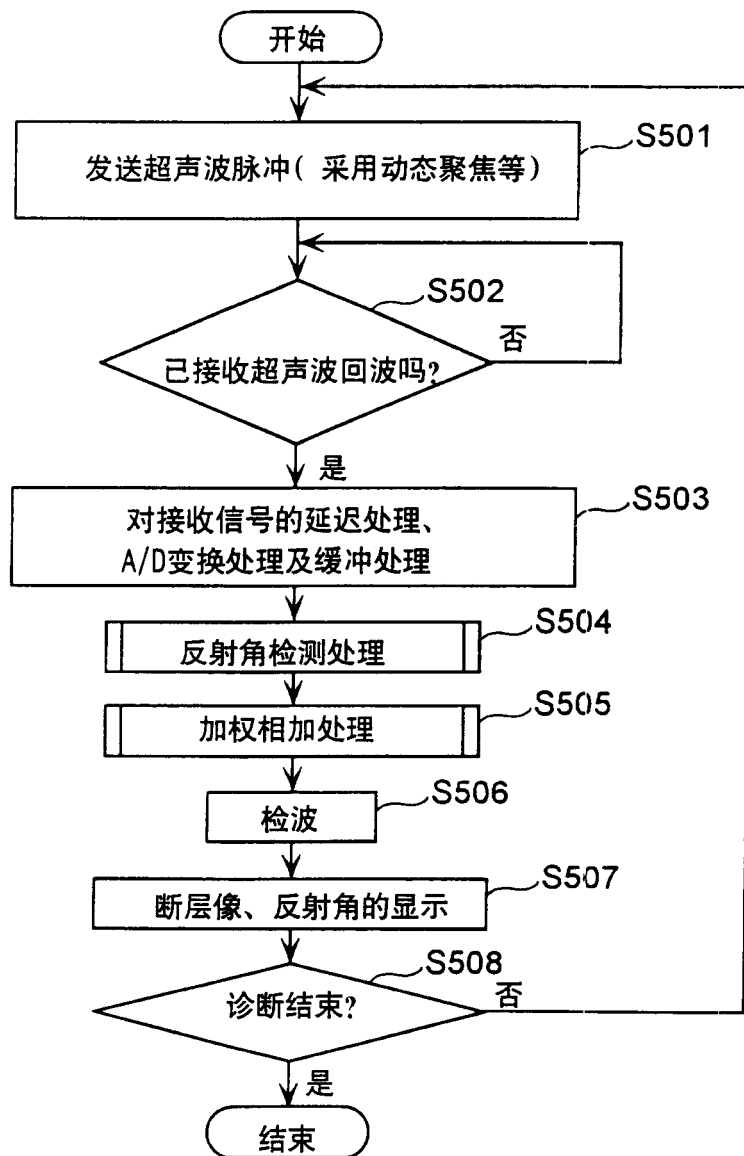 开始
S501
发送超声波脉冲( 采用动态聚焦等)
S502
已接收超声波回波吗?
否
是
S503
对接收信号的延迟处理、
A/D变换处理及缓冲处理
S504
反射角检测处理
S505
加权相加处理
S506
检波
S507
断层像、反射角的显示
S508
诊断结束?
否
是
结束